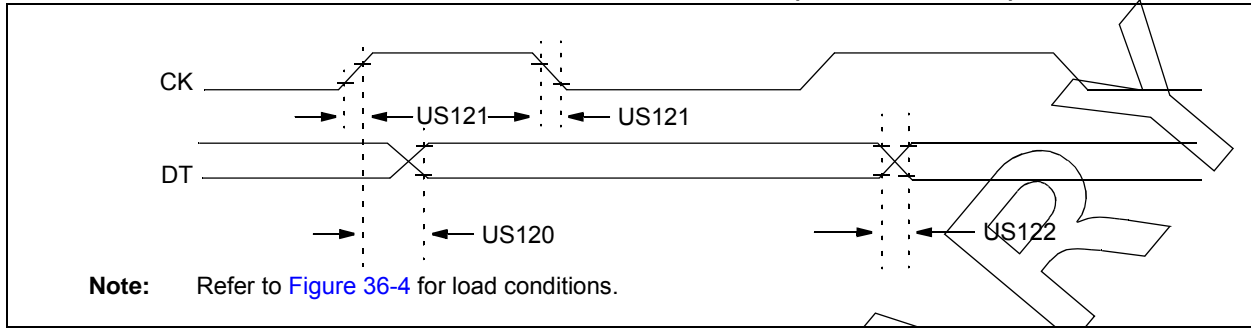 CK
US121
US121
DT
US120
US122
Note: Refer to Figure 36-4 for load conditions.